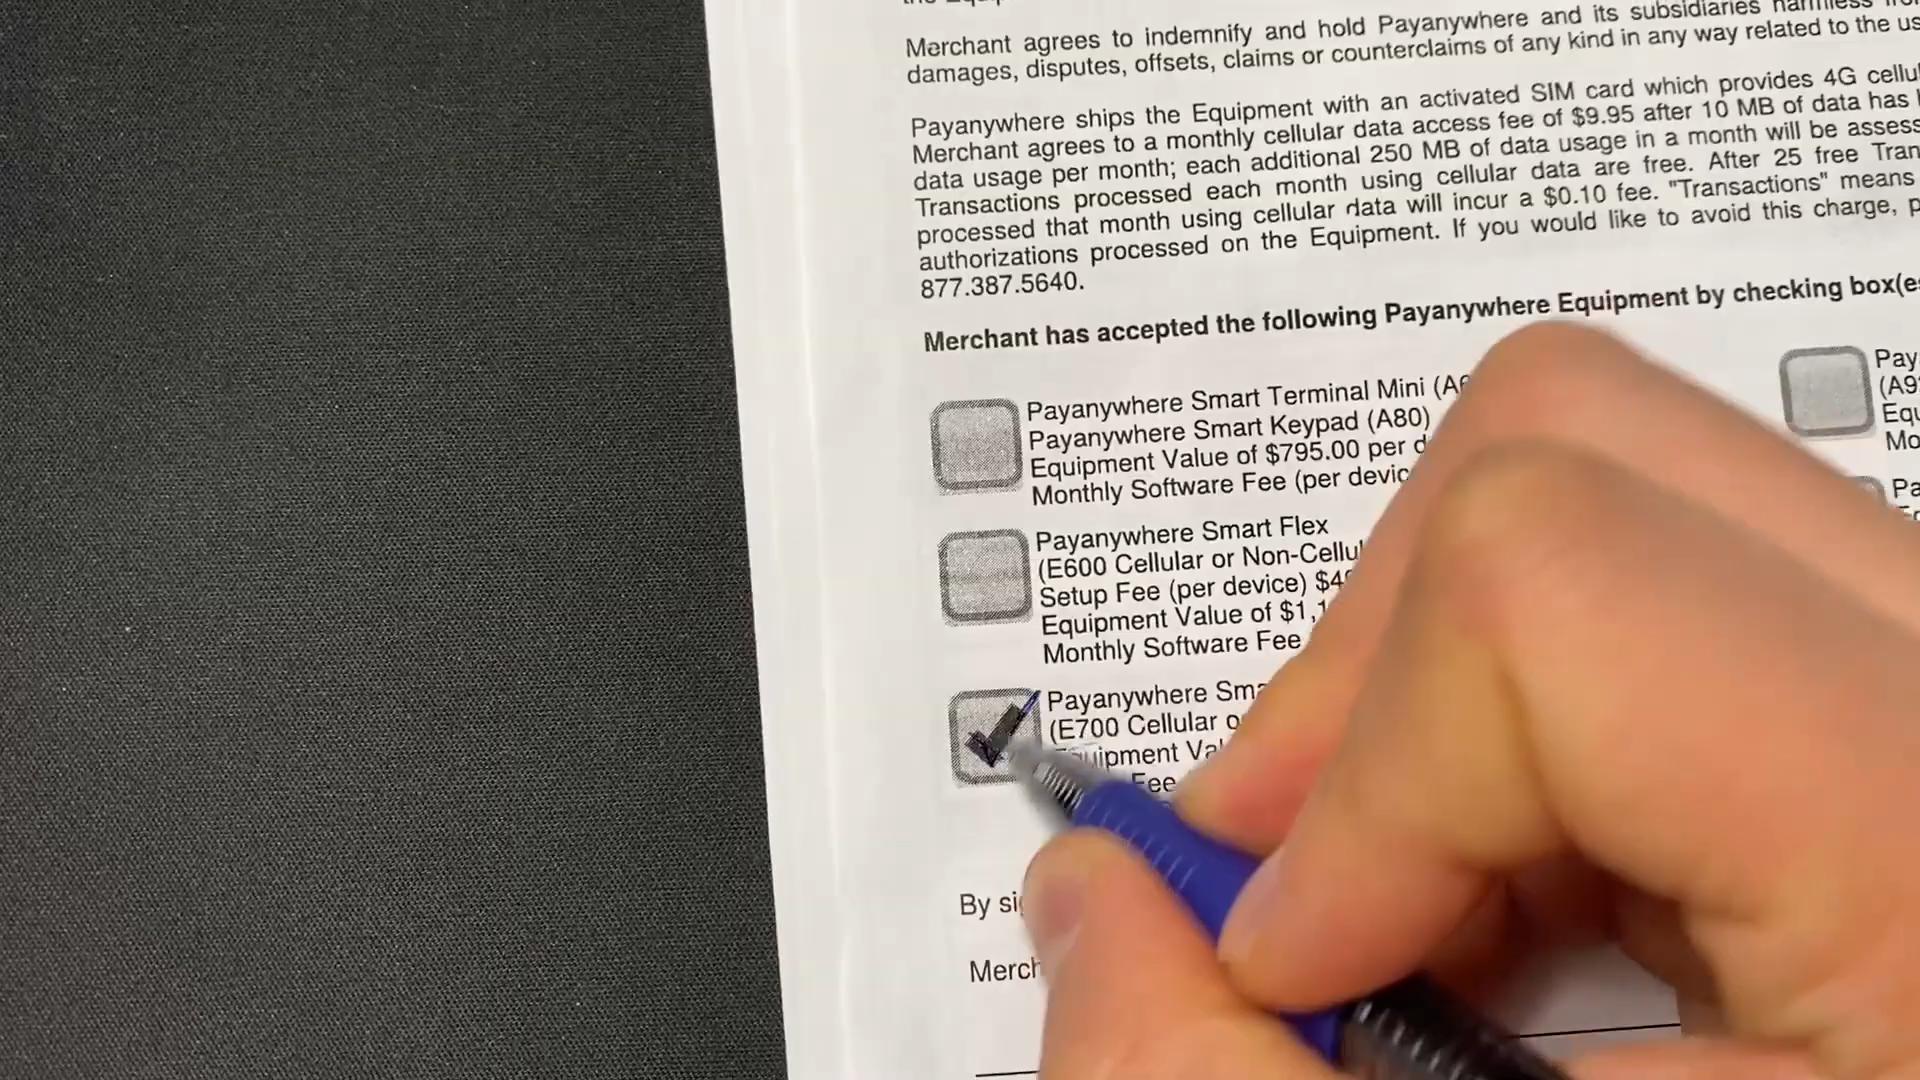 Merchant agrees to indemnify and hold Payanywhere and its subsidiaries harmless
damages, disputes, offsets, claims or counterclaims of any kind in any way related to the
Payanywhere ships the Equipment with an activated SIM card which provides 4G
Merchant agrees to a monthly cellular data access fee of $9.95 after 10 MB of data has
data usage per month; each additional 250 MB of data usage in a month will be
Transactions processed each month using cellular data are free. After 25 free
processed that month using cellular data will incur a $0.10 fee. "Transactions" means
authorizations processed on the Equipment. If you would like to avoid this charge,
877.387.5640.
Merchant has accepted the following Payanywhere Equipment by checking
Payanywhere Smart Terminal Mini
Payanywhere Smart Keypad (A80)
Equipment Value of $795.00 per
Monthly Software Fee (per
Payanywhere Smart Flex
(E600 Cellular or
Setup Fee (per device)
Equipment Value of
Monthly Software Fee
Payanywhere
(E700 Cellular
Fee
By